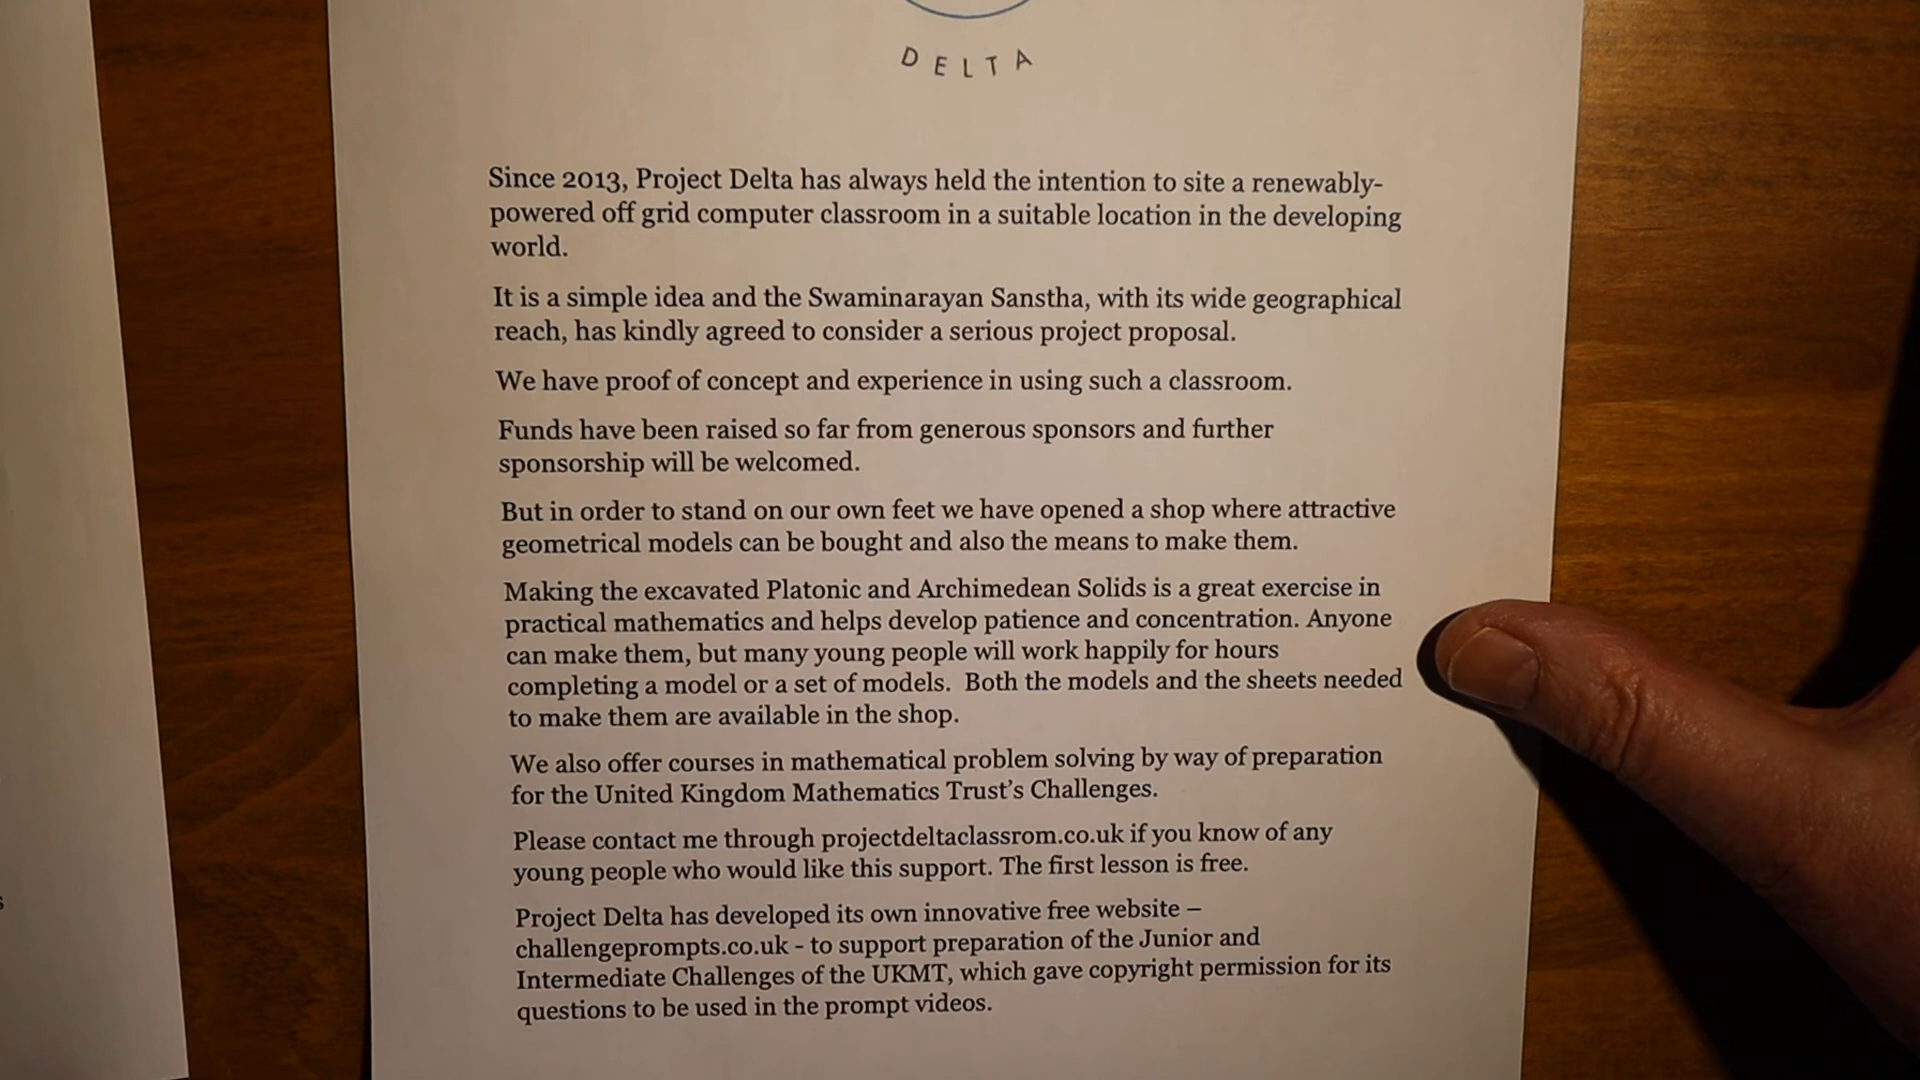 DELTA
Since 2013, Project Delta has always held the intention to site a renewably-
powered off grid computer classroom in a suitable location in the developing
world.
It is a simple idea and the Swaminarayan Sanstha, with its wide geographical
reach, has kindly agreed to consider a serious project proposal.
We have proof of concept and experience in using such a classroom.
Funds have been raised so far from generous sponsors and further
sponsorship will be welcomed.
But in order to stand on our own feet we have opened a shop where attractive
geometrical models can be bought and also the means to make them.
Making the excavated Platonic and Archimedean Solids is a great exercise in
practical mathematics and helps develop patience and concentration. Anyone
can make them, but many young people will work happily for hours
completing a model or a set of models. Both the models and the sheets needed
to make them are available in the shop.
We also offer courses in mathematical problem solving by way of preparation
for the United Kingdom Mathematics Trust's Challenges.
Please contact me through projectdeltaclassrom.co.uk if you know of any
young people who would like this support. The first lesson is free.
Project Delta has developed its own innovative free website –
challengeprompts.co.uk - to support preparation of the Junior and
Intermediate Challenges of the UKMT, which gave copyright permission for its
questions to be used in the prompt videos.